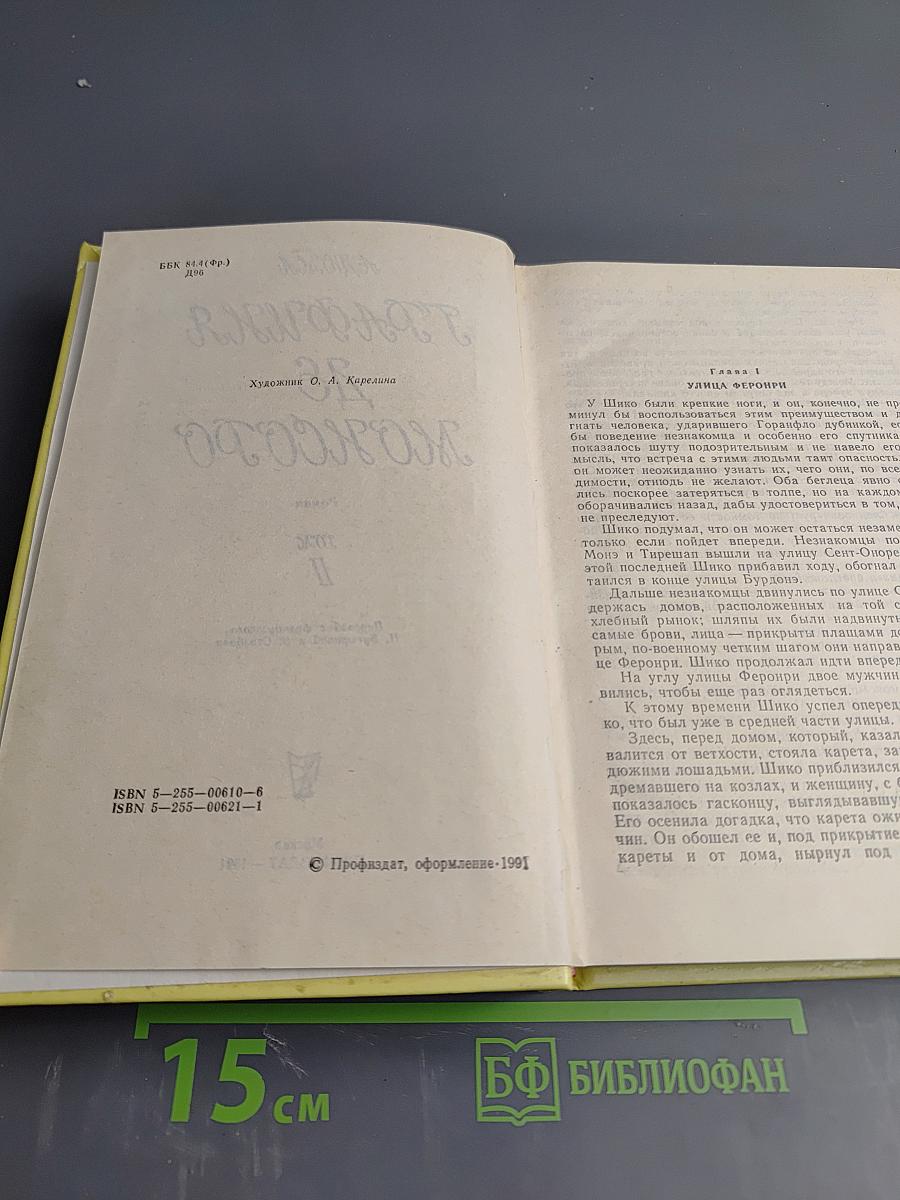 ББК 84.4(Фр.)
Д96
Художник О. А. Карелина
ISBN 5—255—00610—6
ISBN 5—255—00621—1
© Профиздат, оформление·1991
Глава I
УЛИЦА ФЕРОНРИ
У Шико были крепкие ноги, и он, конечно, не пре
минул бы воспользоваться этим преимуществом и д
гнать человека, ударившего Горанфло дубинкой, ес
бы поведение незнакомца и особенно его спутника
показалось шуту подозрительным и не навело его
мысль, что встреча с этими людьми таит опасность.
он может неожиданно узнать их, чего они, по все
димости, отнюдь не желают. Оба беглеца явно с
лись поскорее затеряться в толпе, но на каждом
оборачивались назад, дабы удостовериться в том,
не преследуют.
Шико подумал, что он может остаться незаме
только если пойдет впереди. Незнакомцы по
Монэ и Тирешап вышли на улицу Сент-Оноре
этой последней Шико прибавил ходу, обогнал
таился в конце улицы Бурдонэ.
Дальше незнакомцы двинулись по улице С
держась домов, расположенных на той с
хлебный рынок; шляпы их были надвинуты
самые брови, лица — прикрыты плащами до
рым, по-военному четким шагом они направ
це Феронри. Шико продолжал идти вперед
На углу улицы Феронри двое мужчин
вились, чтобы еще раз оглядеться.
К этому времени Шико успел опереди
ко, что был уже в средней части улицы.
Здесь, перед домом, который, казал
валится от ветхости, стояла карета, за
дюжими лошадьми. Шико приблизился
дремавшего на козлах, и женщину, с б
показалось гасконцу, выглядывавшу
Его осенила догадка, что карета ожи
чин. Он обошел ее и, под прикрытие
кареты и от дома, нырнул под
15 см
БФ БИБЛИОФАН